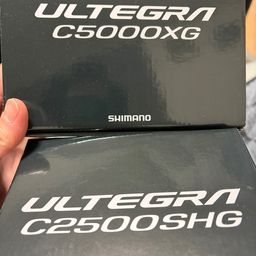 ULTEGRA
C5000XG
SHIMANO
ULTEGRA
C2500SHG